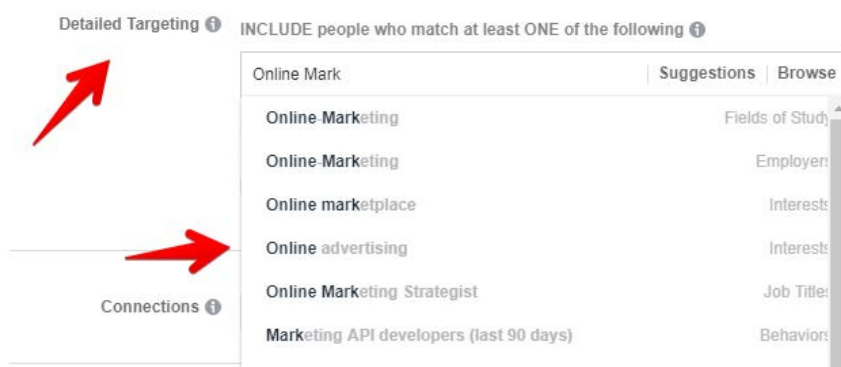 Detailed Targeting
INCLUDE people who match at least ONE of the following
Online Mark Suggestions Browse
Online-Marketing Fields of Study
Online-Marketing Employers
Online marketplace Interests
Online advertising Interests
Online Marketing Strategist Job Titles
Connections
Marketing API developers (last 90 days) Behaviors